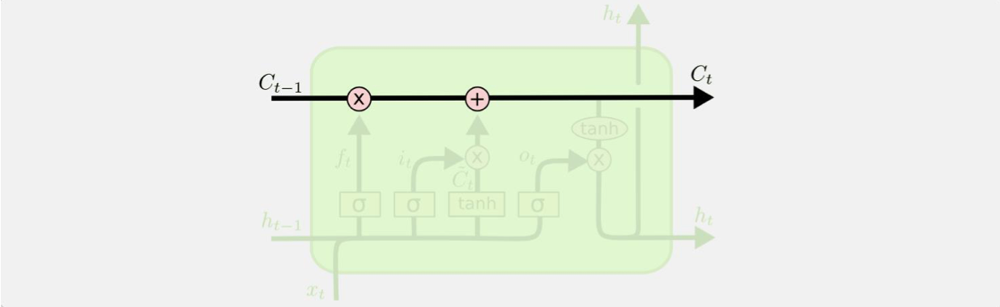 h_t
C_{t-1} x + C_t
tanh
f_t i_t x o_t x
C̃_t
σ σ tanh σ
h_{t-1} h_t
x_t